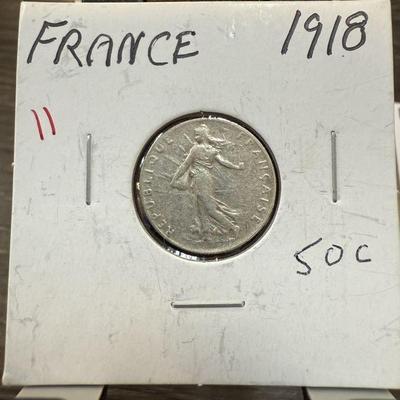 FRANCE 1918
11
REPUBLIQUE FRANÇAISE
50c